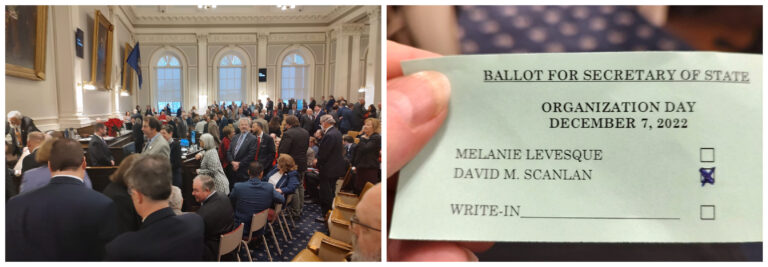 BALLOT FOR SECRETARY OF STATE
ORGANIZATION DAY
DECEMBER 7, 2022
MELANIE LEVESQUE
DAVID M. SCANLAN
WRITE-IN